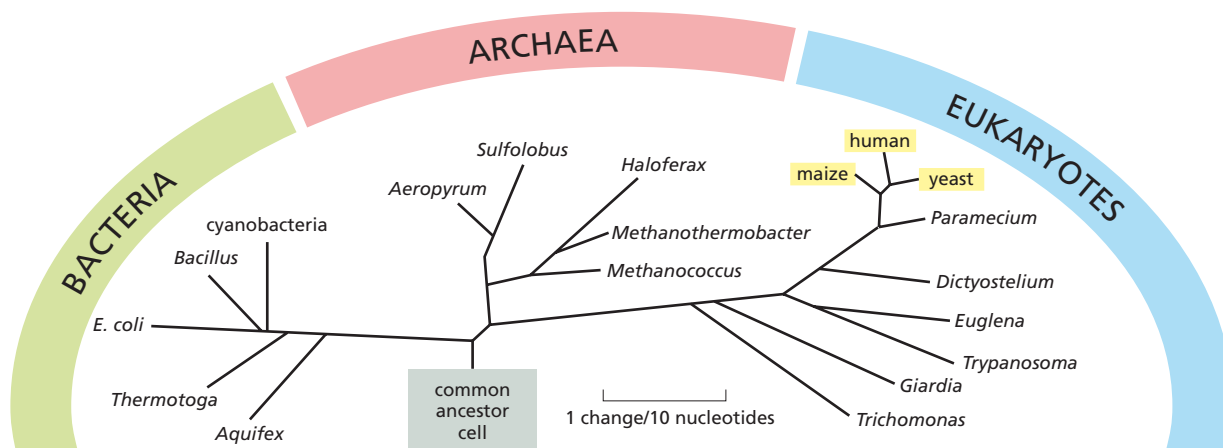 BACTERIA
ARCHAEA
EUKARYOTES
Sulfolobus
Aeropyrum
Haloferax
human
maize
yeast
cyanobacteria
Bacillus
Methanothermobacter
Methanococcus
Paramecium
Dictyostelium
E. coli
Euglena
Trypanosoma
Thermotoga
Giardia
Aquifex
Trichomonas
common
ancestor
cell
1 change/10 nucleotides